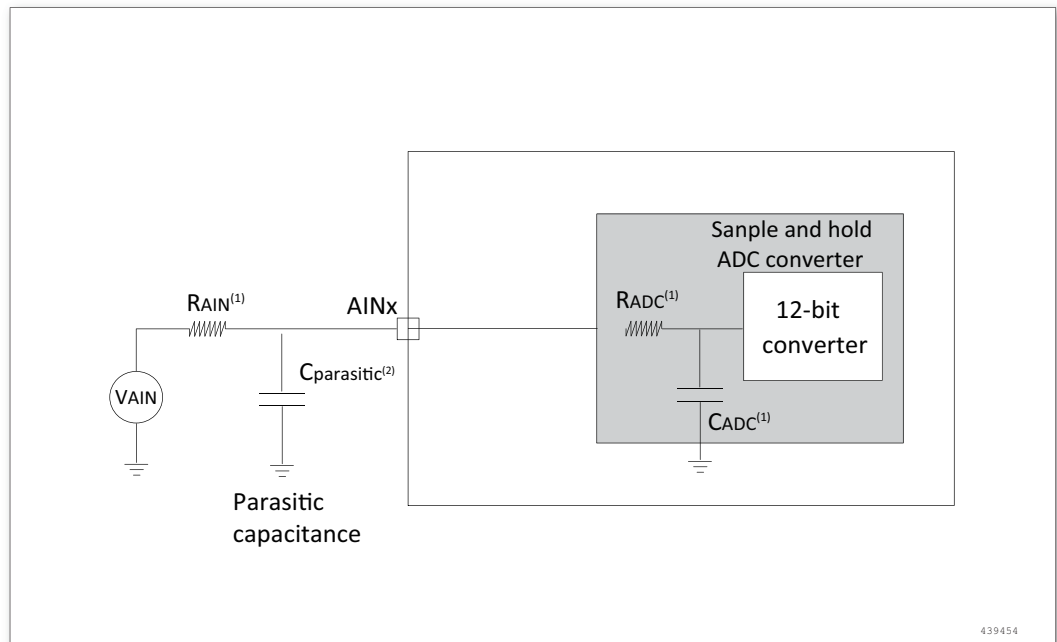 Sanple and hold
ADC converter
RAIN(1)
AINx
RADC(1)
12-bit
converter
Cparasitic(2)
VAIN
CADC(1)
Parasitic
capacitance
439454